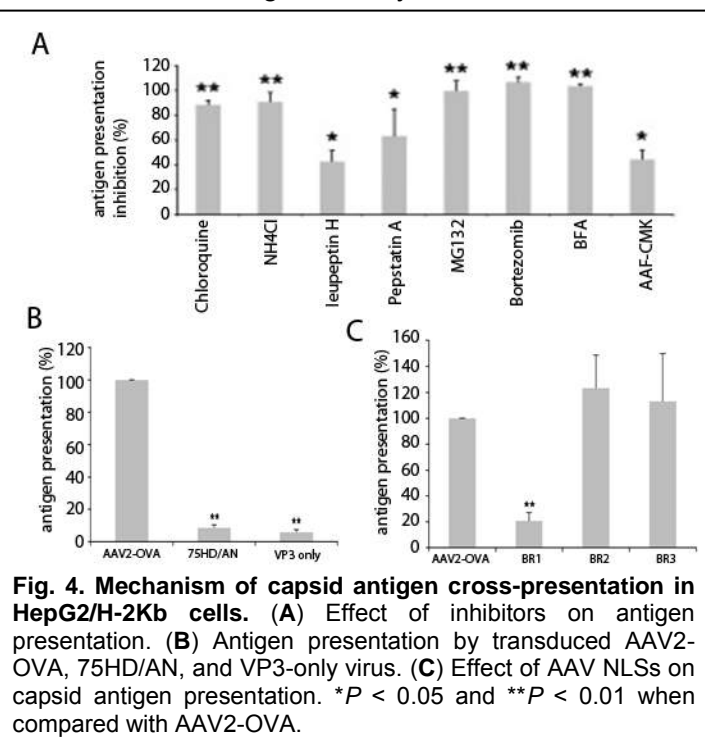 A
antigen presentation
inhibition (%)
120
100
80
60
40
20
0
** ** * * ** ** ** *
Chloroquine
NH4Cl
leupeptin H
Pepstatin A
MG132
Bortezomib
BFA
AAF-CMK
B
antigen presentation (%)
120
100
80
60
40
20
0
** **
AAV2-OVA 75HD/AN VP3 only
C
antigen presentation (%)
160
140
120
100
80
60
40
20
0
**
AAV2-OVA BR1 BR2 BR3
Fig. 4. Mechanism of capsid antigen cross-presentation in
HepG2/H-2Kb cells. (A) Effect of inhibitors on antigen
presentation. (B) Antigen presentation by transduced AAV2-
OVA, 75HD/AN, and VP3-only virus. (C) Effect of AAV NLSs on
capsid antigen presentation. *P < 0.05 and **P < 0.01 when
compared with AAV2-OVA.